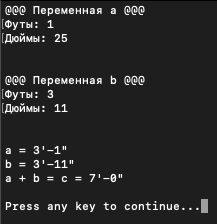 @@@ Переменная a @@@
Футы: 1
Дюймы: 25
@@@ Переменная b @@@
Футы: 3
Дюймы: 11
a = 3'-1"
b = 3'-11"
a + b = c = 7'-0"
Press any key to continue...